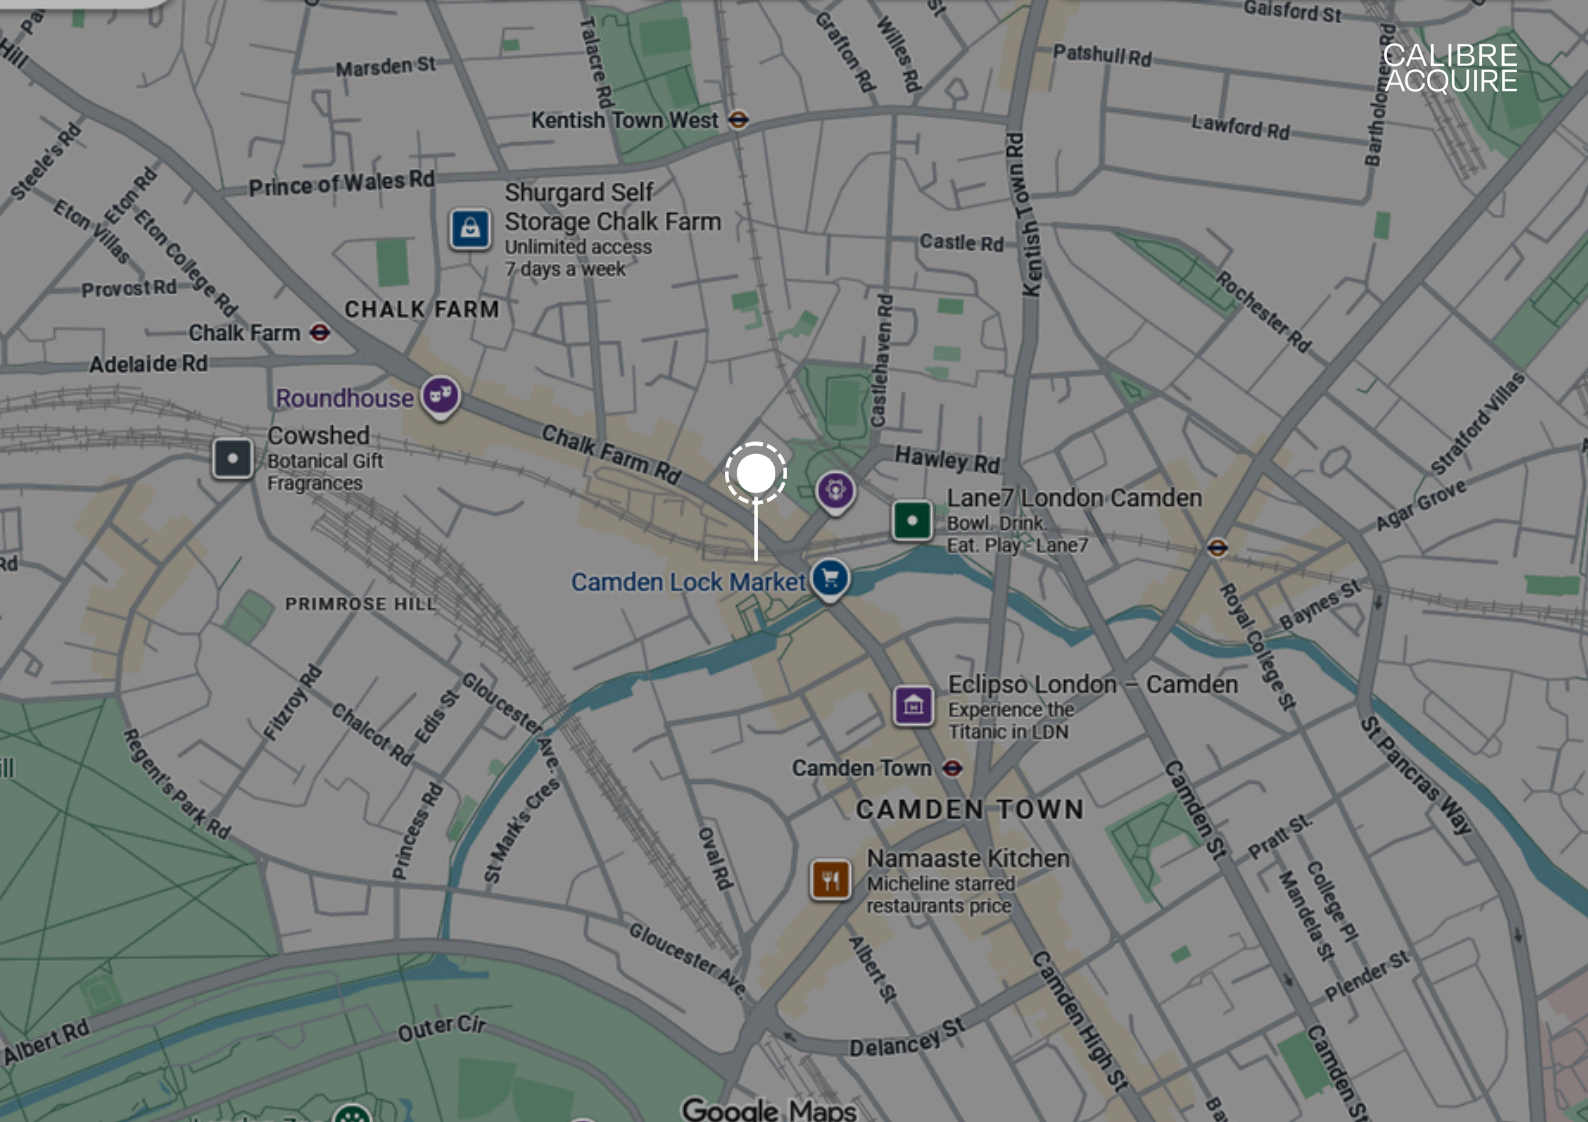 Gaisford St
Hill
Talacre Rd
Grafton Rd
Willes Rd
St
Patshull Rd
CALIBRE
ACQUIRE
Marsden St
Kentish Town West
Lawford Rd
Bartholomew Rd
Steele's Rd
Prince of Wales Rd
Kentish Town Rd
Eton Rd
Eton Villas
Eton College Rd
Shurgard Self
Storage Chalk Farm
Unlimited access
7 days a week
Castle Rd
Provost Rd
Rochester Rd
CHALK FARM
Chalk Farm
Castlehaven Rd
Adelaide Rd
Roundhouse
Stratford Villas
Cowshed
Botanical Gift
Fragrances
Chalk Farm Rd
Hawley Rd
Agar Grove
Lane7 London Camden
Bowl. Drink.
Eat. Play - Lane7
Rd
Camden Lock Market
PRIMROSE HILL
Royal College St
Baynes St
Fitzroy Rd
Chalcot Rd
Edis St
Gloucester Ave.
Eclipso London – Camden
Experience the
Titanic in LDN
St Pancras Way
ill
Regent's Park Rd
Camden Town
CAMDEN TOWN
Princess Rd
St Mark's Cres
Oval Rd
Camden St
Pratt St.
Namaaste Kitchen
Micheline starred
restaurants price
College Pl
Mandela St
Gloucester Ave.
Albert St
Camden High St
Plender St
Albert Rd
Outer Cir
Delancey St
Camden St
Google Maps